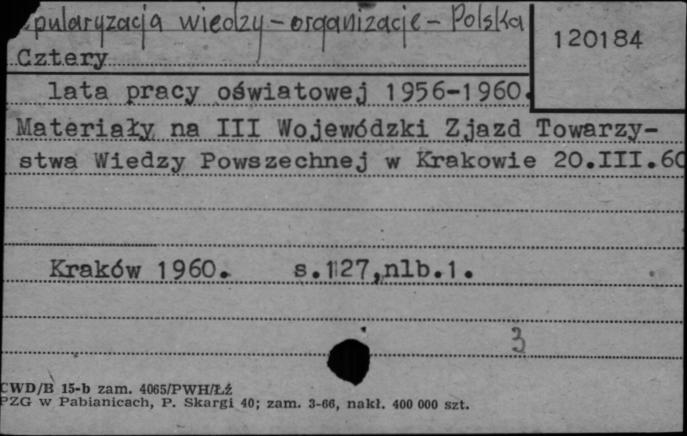 pularyzacja wiedzy - organizacje - Polska
120184
Cztery
lata pracy oświatowej 1956-1960.
Materiały na III Wojewódzki Zjazd Towarzy-
stwa Wiedzy Powszechnej w Krakowie 20.III.60
Kraków 1960. s.127,nlb.1.
3
CWD/B 15-b zam. 4065/PWH/Łź
PZG w Pabianicach, P. Skargi 40; zam. 3-66, nakł. 400 000 szt.